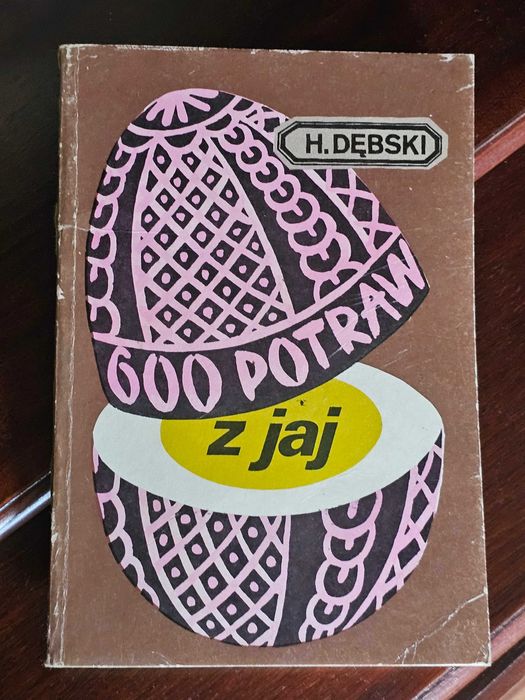 H. DĘBSKI
600 POTRAW
z jaj